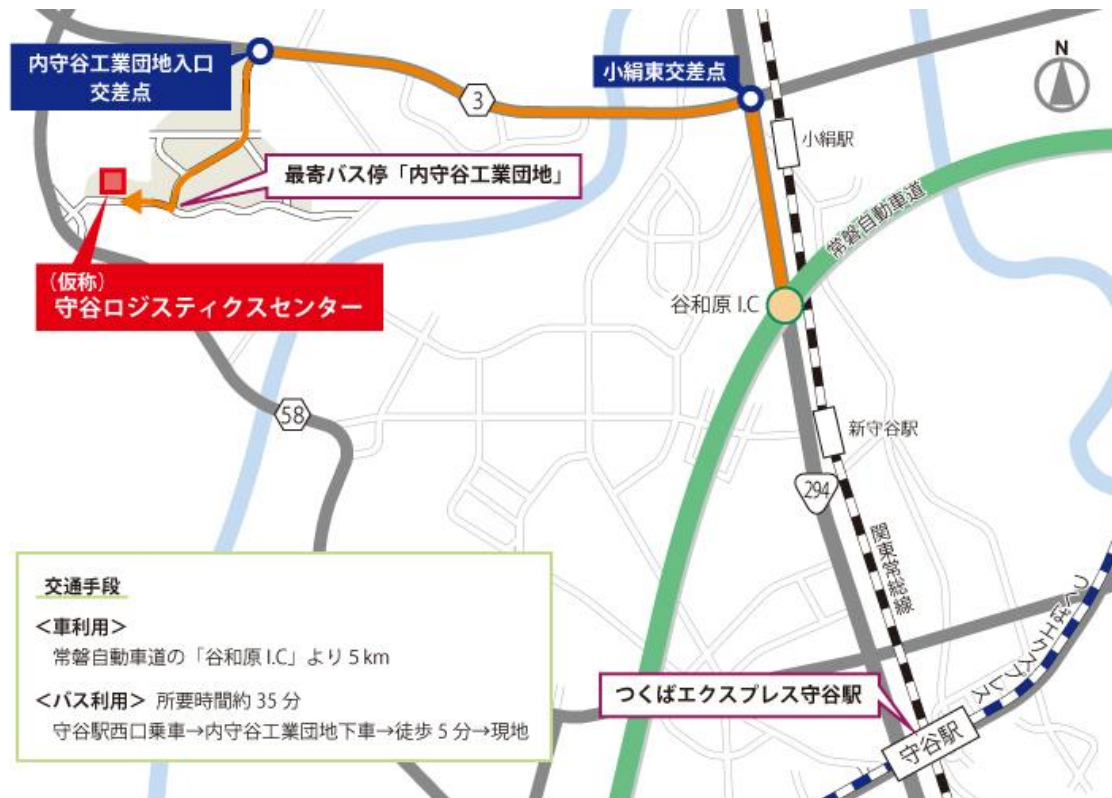 内守谷工業団地入口
交差点
小絹東交差点
N
3
小絹駅
最寄バス停「内守谷工業団地」
常磐自動車道
(仮称)
守谷ロジスティクスセンター
谷和原 I.C
58
新守谷駅
294
関東常総線
つくばエクスプレス
交通手段
<車利用>
常磐自動車道の「谷和原 I.C」より 5 km
<バス利用> 所要時間約 35 分
守谷駅西口乗車→内守谷工業団地下車→徒歩 5 分→現地
つくばエクスプレス守谷駅
守谷駅